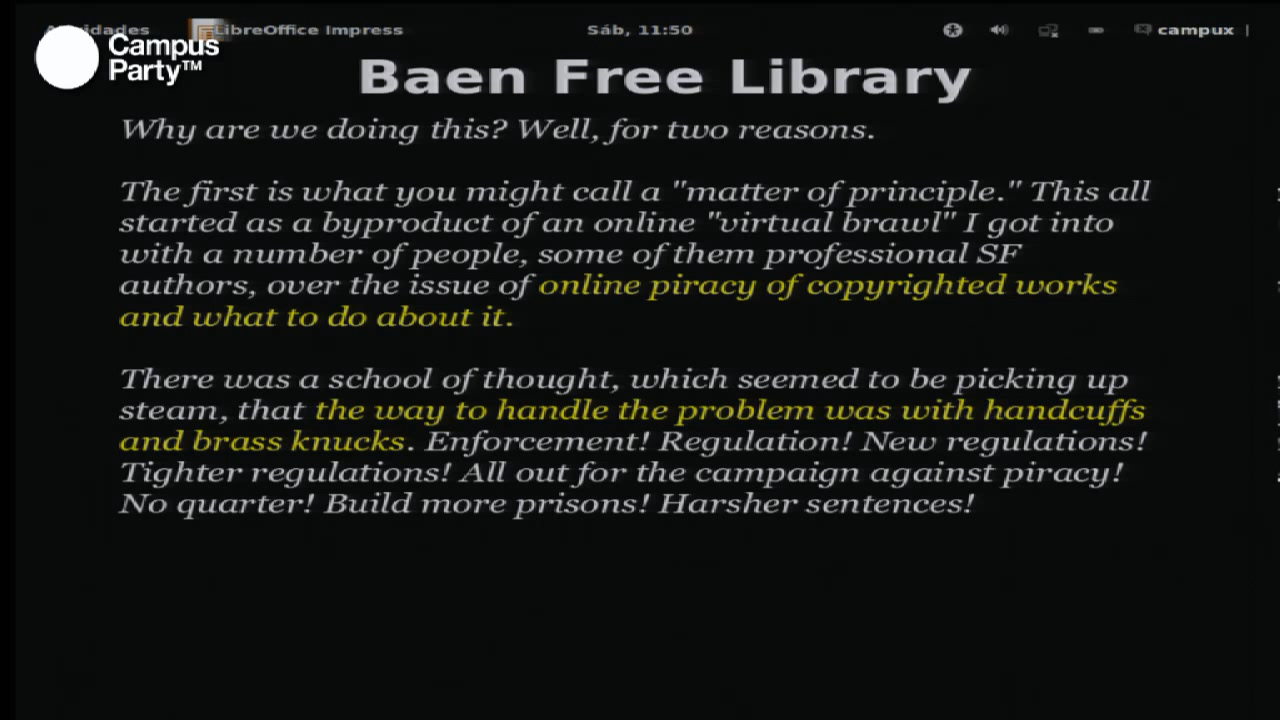 LibreOffice Impress
Sáb, 11:50
campux
Campus
Party™
Baen Free Library
Why are we doing this? Well, for two reasons.
The first is what you might call a "matter of principle." This all
started as a byproduct of an online "virtual brawl" I got into
with a number of people, some of them professional SF
authors, over the issue of online piracy of copyrighted works
and what to do about it.
There was a school of thought, which seemed to be picking up
steam, that the way to handle the problem was with handcuffs
and brass knucks. Enforcement! Regulation! New regulations!
Tighter regulations! All out for the campaign against piracy!
No quarter! Build more prisons! Harsher sentences!